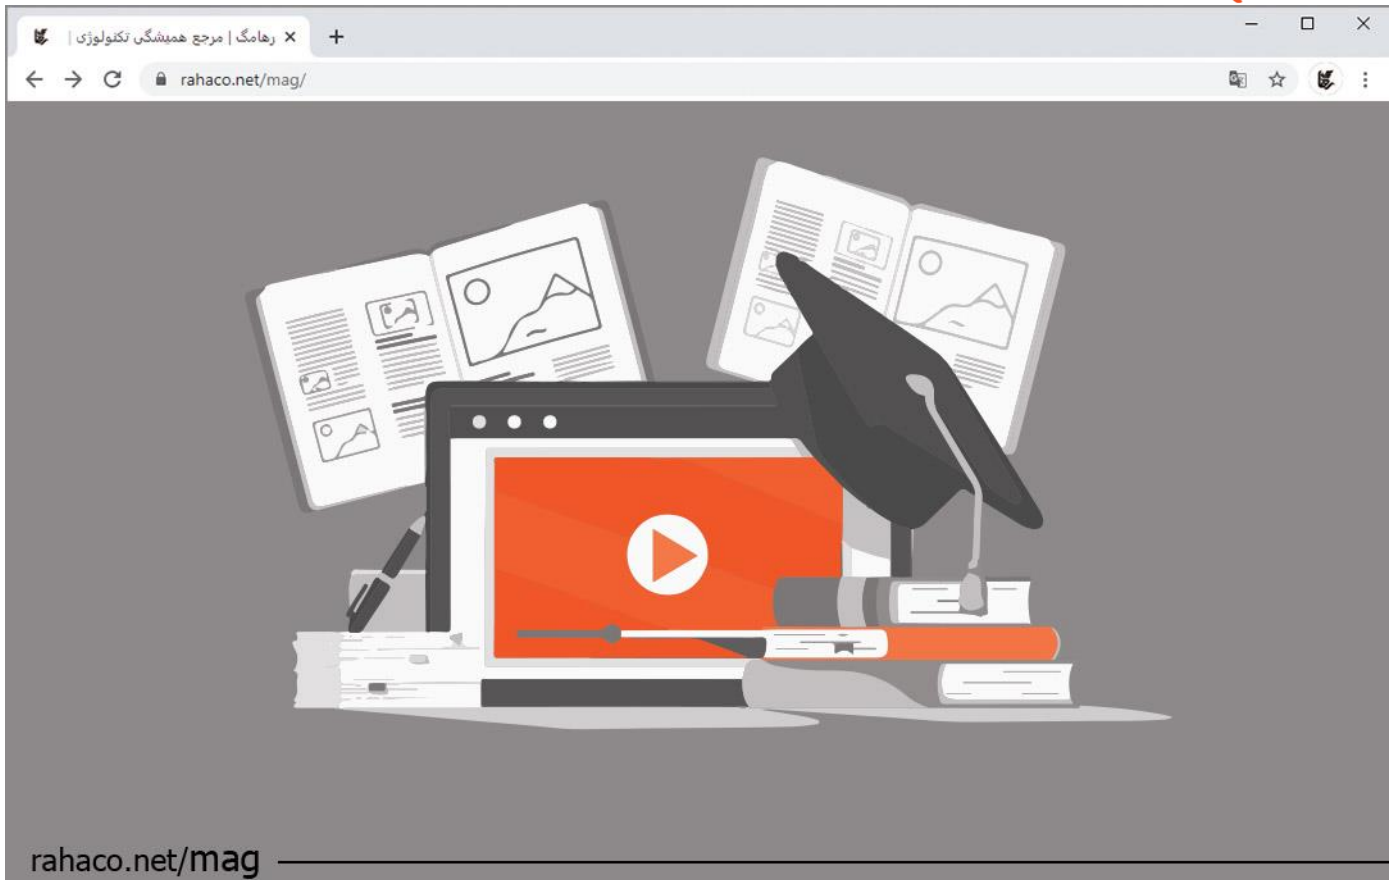 رهامگ | مرجع همیشگی تکنولوژی |
rahaco.net/mag/
rahaco.net/mag